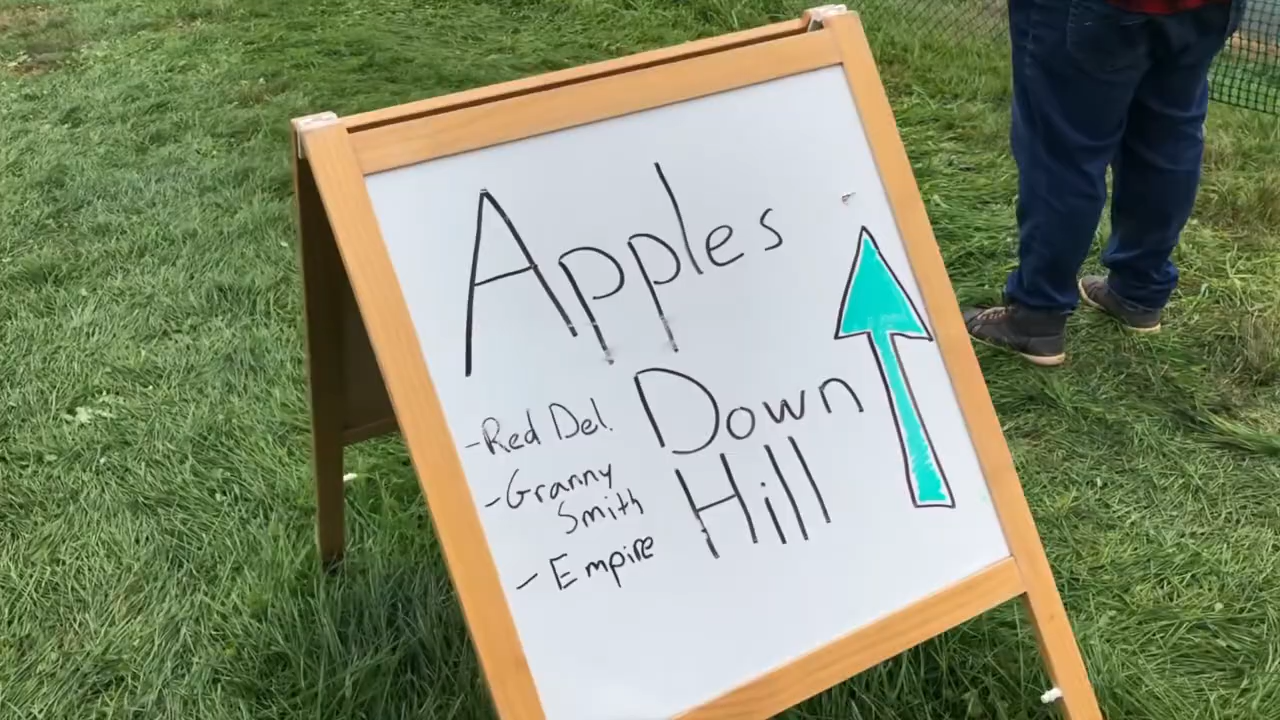 Apples
Down
Hill
-Red Del.
-Granny
Smith
-Empire